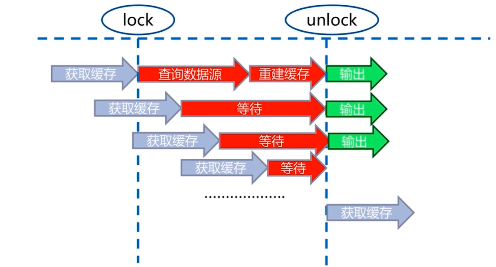 lock unlock
获取缓存 查询数据源 重建缓存 输出
获取缓存 等待 输出
获取缓存 等待 输出
获取缓存 等待
...................
获取缓存